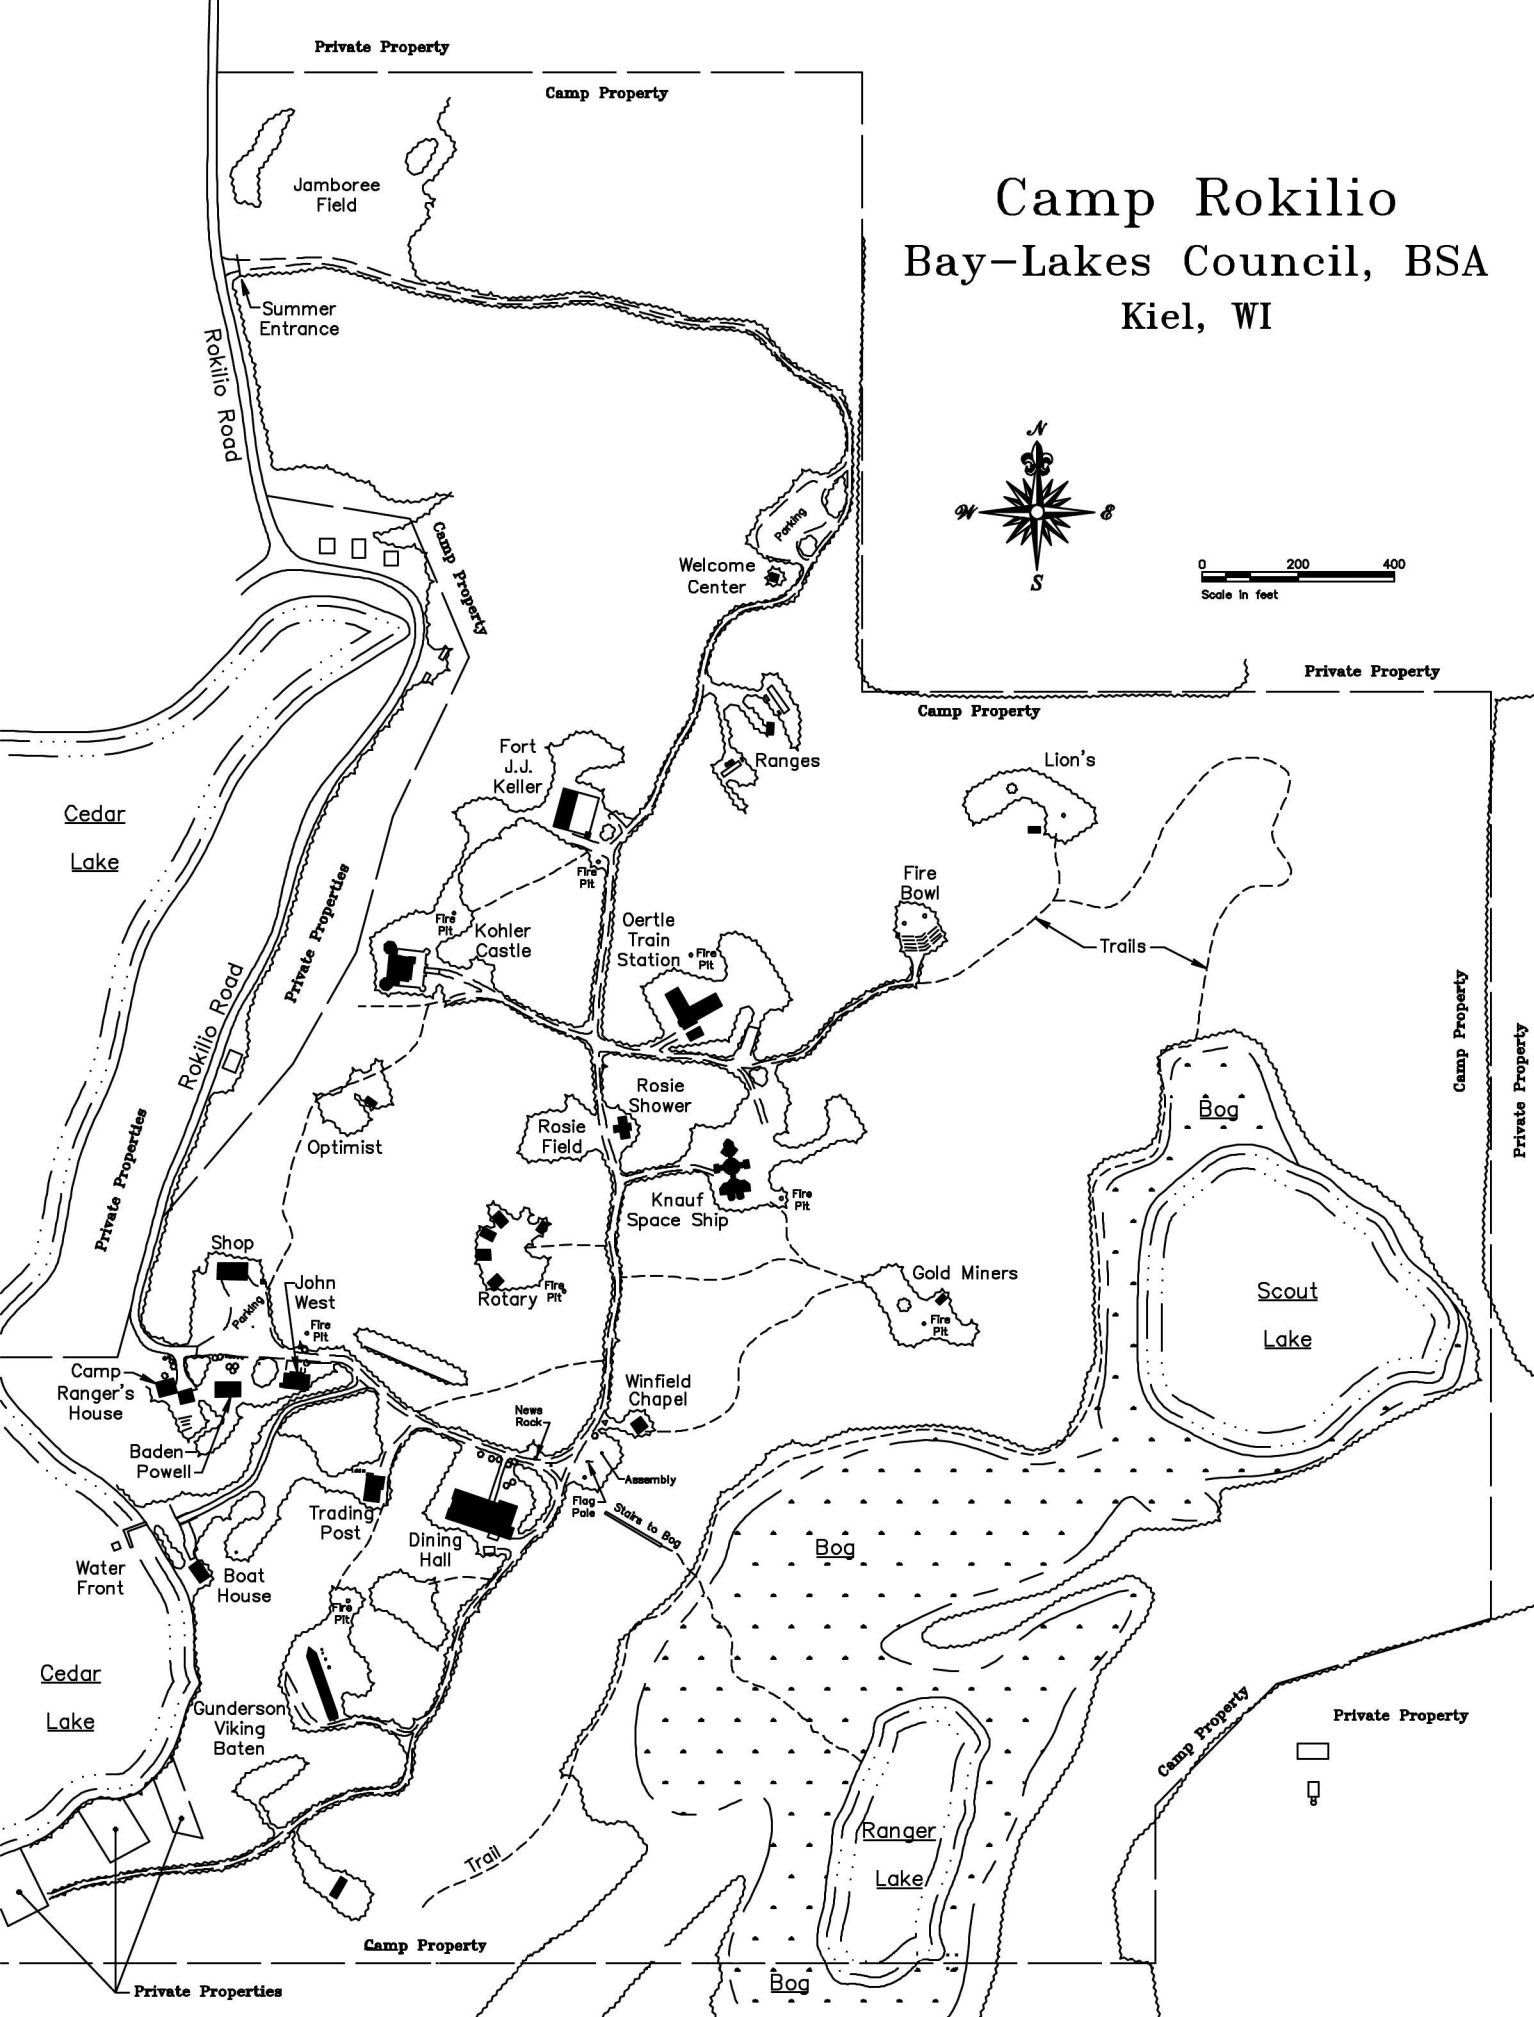 Private Property
Camp Property
Jamboree
Field
Camp Rokilio
Bay-Lakes Council, BSA
Kiel, WI
Summer
Entrance
Rokilio Road
N
W
E
S
0 200 400
Scale in feet
Parking
Welcome
Center
Camp Property
Private Property
Camp Property
Ranges
Fort
J.J.
Keller
Lion's
Cedar
Lake
Fire
Pit
Fire
Bowl
Private Properties
Fire
Pit
Kohler
Castle
Oertle
Train
Station
Fire
Pit
Trails
Rokilio Road
Camp Property
Private Property
Rosie
Shower
Rosie
Field
Optimist
Bog
Private Properties
Knauf
Space Ship
Fire
Pit
Shop
John
West
Parking
Fire
Pit
Rotary
Fire
Pit
Gold Miners
Fire
Pit
Scout
Lake
Camp
Ranger's
House
Winfield
Chapel
News
Rock
Baden
Powell
Assembly
Flag
Pole
Stairs to Bog
Trading
Post
Dining
Hall
Bog
Water
Front
Boat
House
Fire
Pit
Cedar
Lake
Gunderson
Viking
Baten
Camp Property
Private Property
Ranger
Lake
Trail
Camp Property
Bog
Private Properties